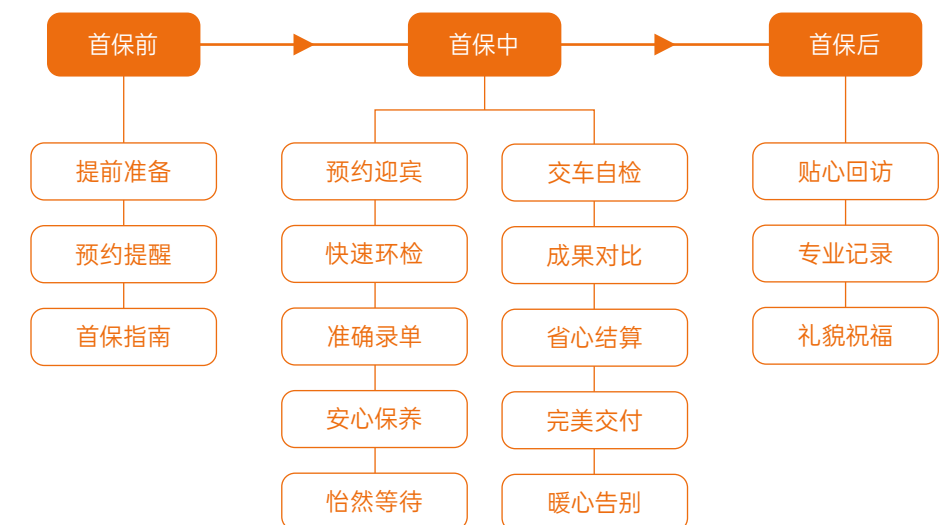 首保前
首保中
首保后
提前准备
预约提醒
首保指南
预约迎宾
快速环检
准确录单
安心保养
怡然等待
交车自检
成果对比
省心结算
完美交付
暖心告别
贴心回访
专业记录
礼貌祝福